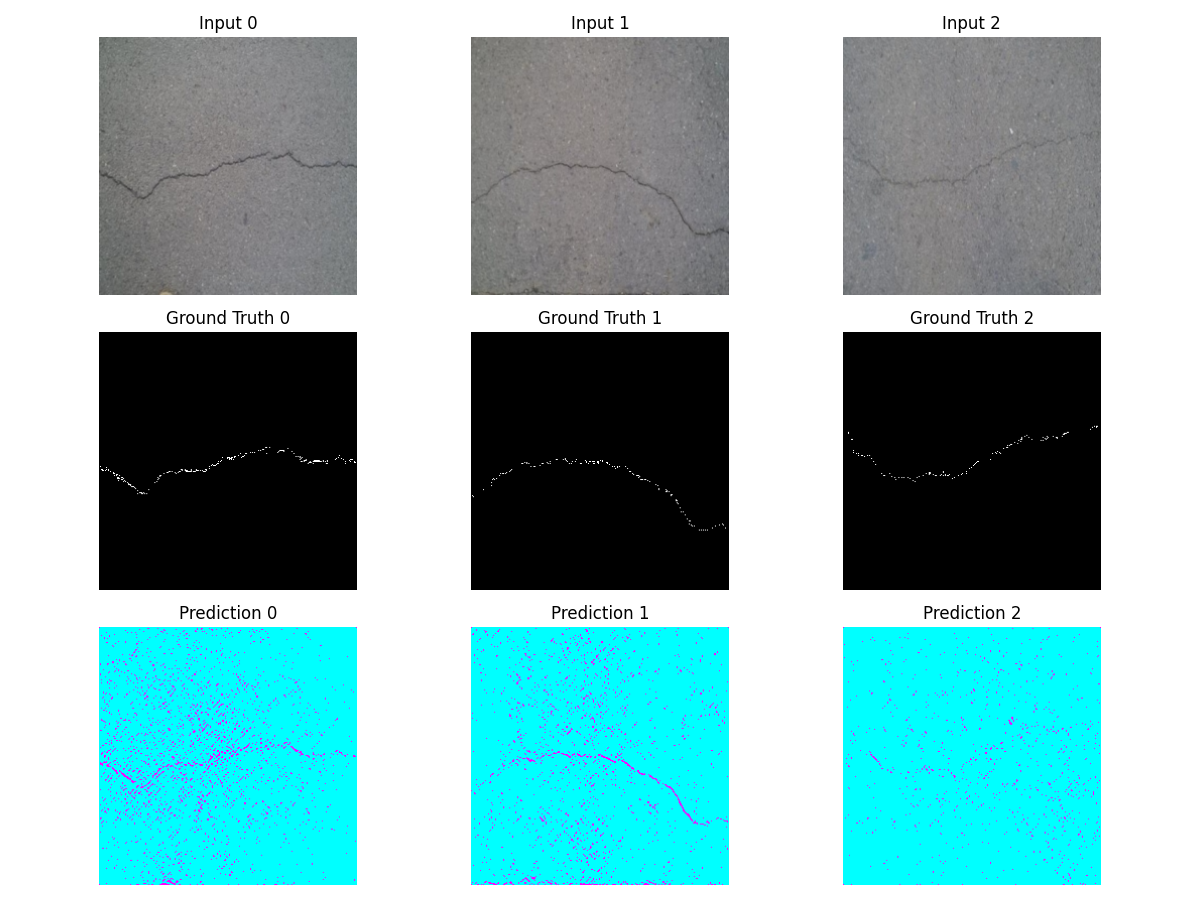 Input 0
Input 1
Input 2
Ground Truth 0
Ground Truth 1
Ground Truth 2
Prediction 0
Prediction 1
Prediction 2